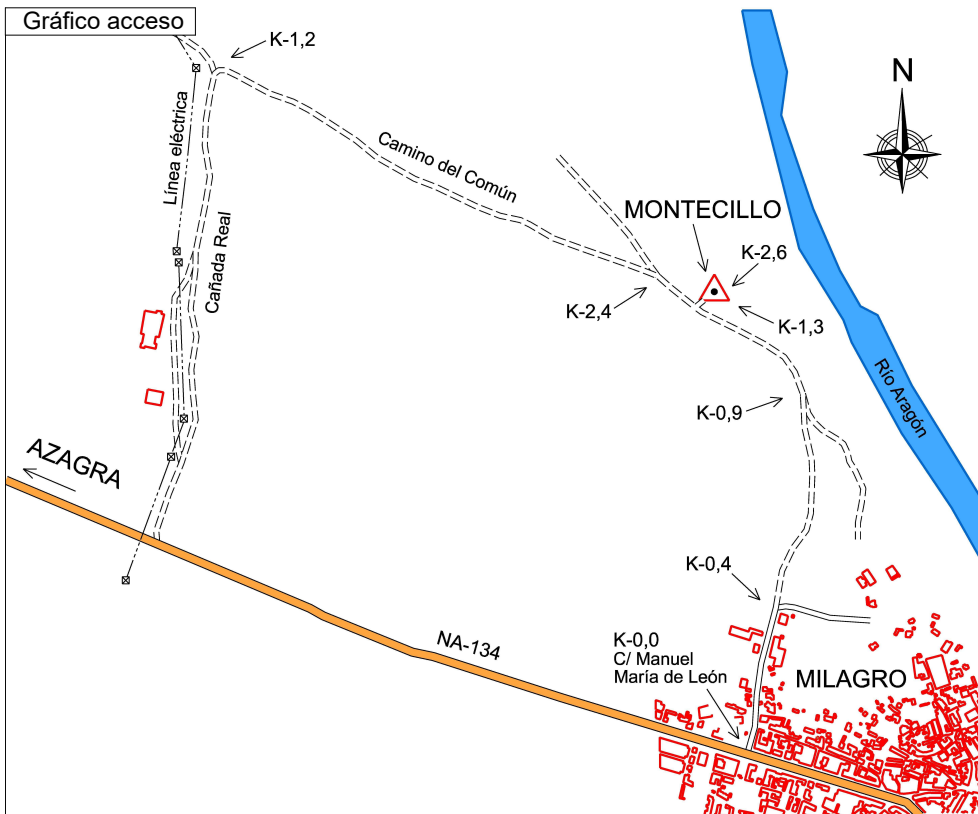 Gráfico acceso
K-1,2
N
Línea eléctrica
Camino del Común
MONTECILLO
Cañada Real
K-2,6
K-2,4
K-1,3
Río Aragón
K-0,9
AZAGRA
K-0,4
NA-134
K-0,0
C/ Manuel
María de León
MILAGRO